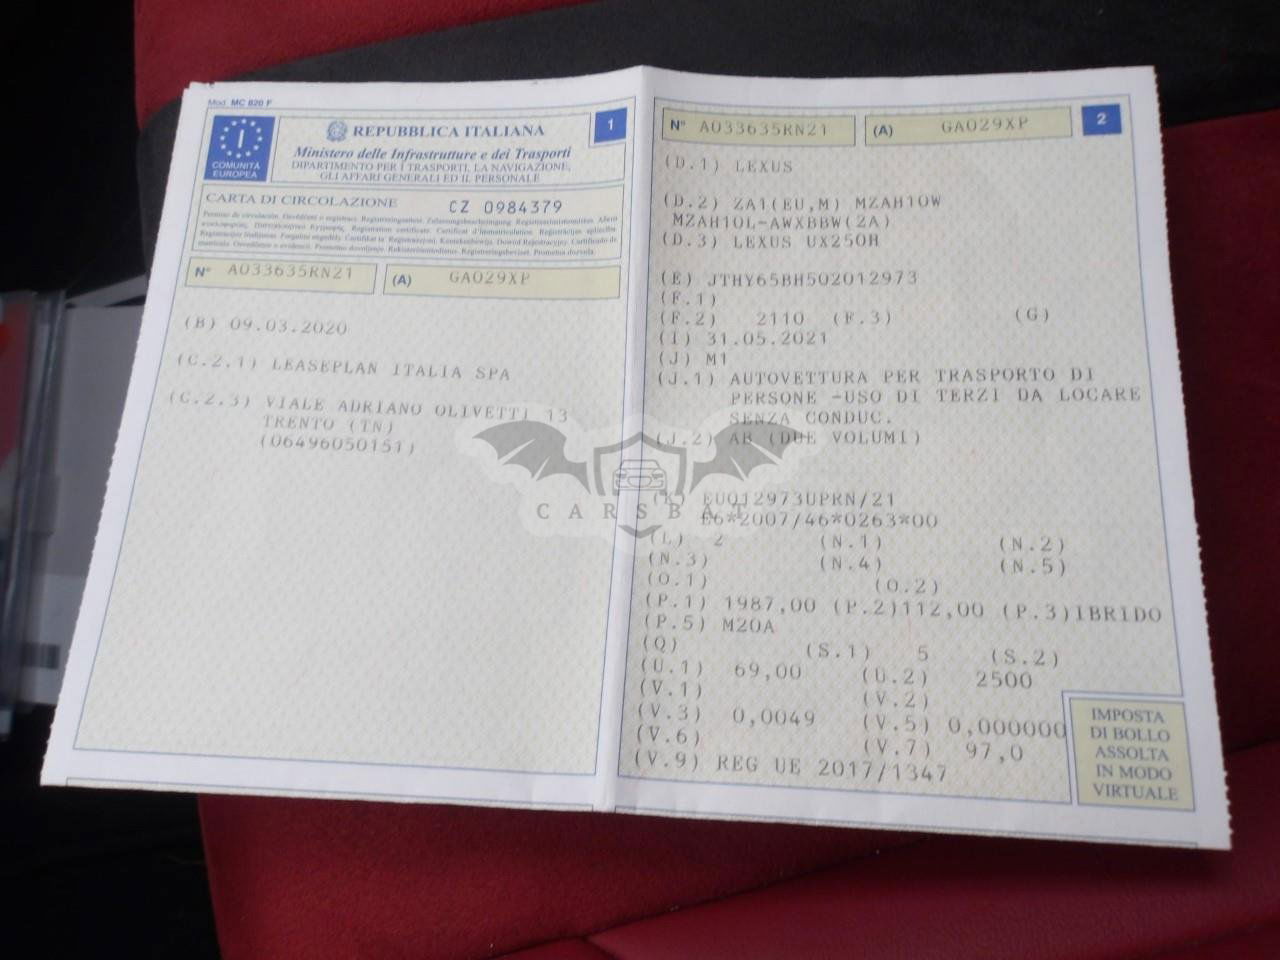 Mod. MC 820 F
I
COMUNITÀ
EUROPEA
REPUBBLICA ITALIANA
Ministero delle Infrastrutture e dei Trasporti
DIPARTIMENTO PER I TRASPORTI, LA NAVIGAZIONE,
GLI AFFARI GENERALI ED IL PERSONALE
1
CARTA DI CIRCOLAZIONE CZ 0984379
N° A033635RN21 (A) GA029XP
(B) 09.03.2020
(C.2.1) LEASEPLAN ITALIA SPA
(C.2.3) VIALE ADRIANO OLIVETTI 13
TRENTO (TN)
(06496050151)
N° A033635RN21 (A) GA029XP 2
(D.1) LEXUS
(D.2) ZA1(EU,M) MZAH10W
MZAH10L-AWXBBW(2A)
(D.3) LEXUS UX250H
(E) JTHY65BH502012973
(F.1)
(F.2) 2110 (F.3) (G)
(I) 31.05.2021
(J) M1
(J.1) AUTOVETTURA PER TRASPORTO DI
PERSONE -USO DI TERZI DA LOCARE
SENZA CONDUC.
(J.2) AB (DUE VOLUMI)
(K) EU012973UPRN/21
E6*2007/46*0263*00
(L) 2 (N.1) (N.2)
(N.3) (N.4) (N.5)
(O.1) (O.2)
(P.1) 1987,00 (P.2)112,00 (P.3)IBRIDO
(P.5) M20A
(Q) (S.1) 5 (S.2)
(U.1) 69,00 (U.2) 2500
(V.1) (V.2)
(V.3) 0,0049 (V.5) 0,000000
(V.6) (V.7) 97,0
(V.9) REG UE 2017/1347
IMPOSTA
DI BOLLO
ASSOLTA
IN MODO
VIRTUALE
CARSBAT